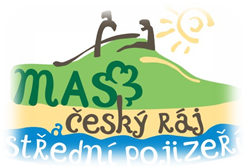 MAS
český ráj
střední pojizeří